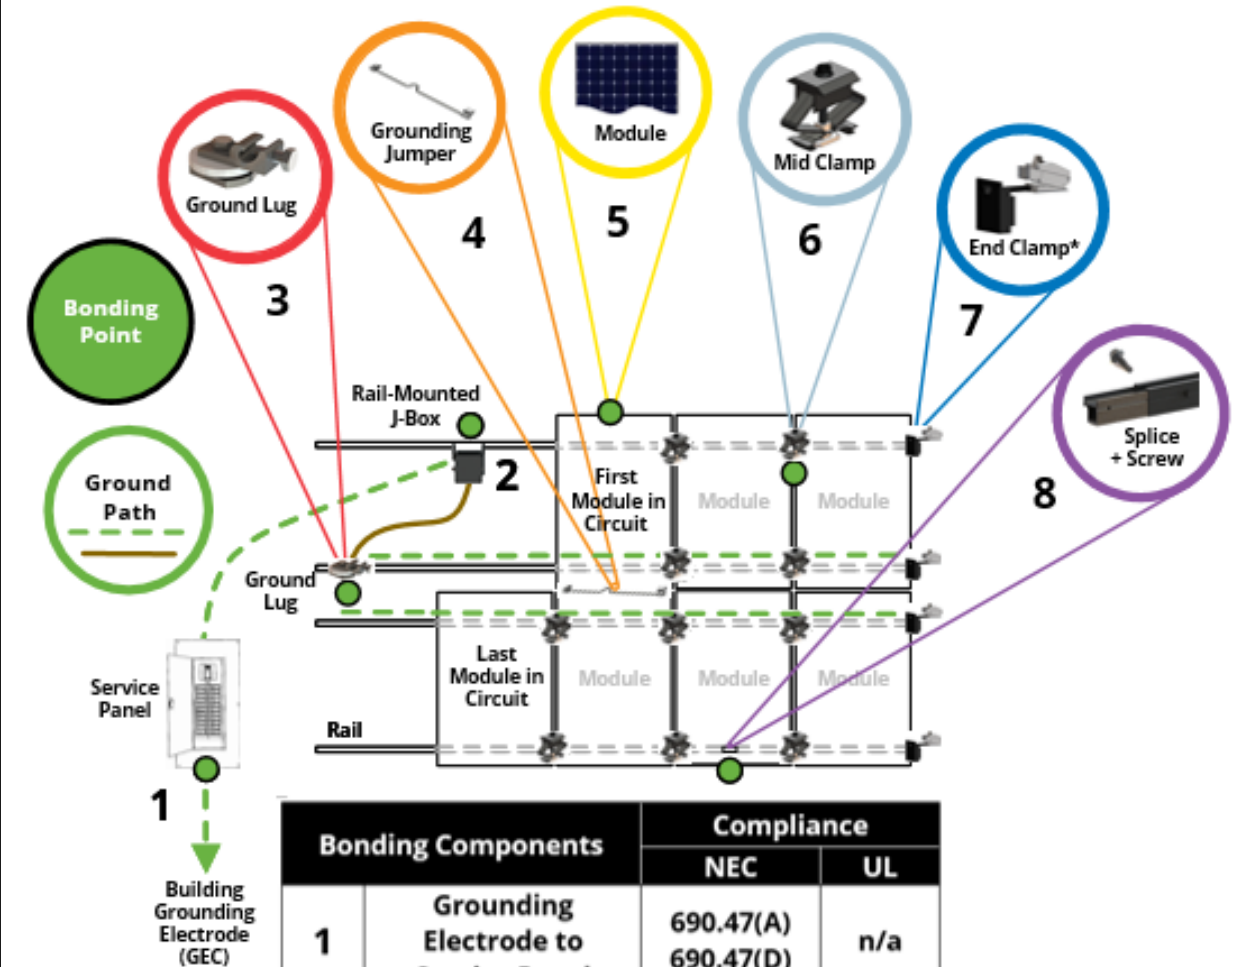 Grounding
Jumper
Module
Mid Clamp
Ground Lug
End Clamp*
3
4
5
6
7
Bonding
Point
Rail-Mounted
J-Box
Splice
+ Screw
2
8
Ground
Path
First
Module in
Circuit
Module
Module
Ground
Lug
Last
Module in
Circuit
Module
Module
Module
Service
Panel
Rail
1
Building
Grounding
Electrode
(GEC)
Bonding Components
Compliance
NEC
UL
1
Grounding
Electrode to
690.47(A)
690.47(D)
n/a